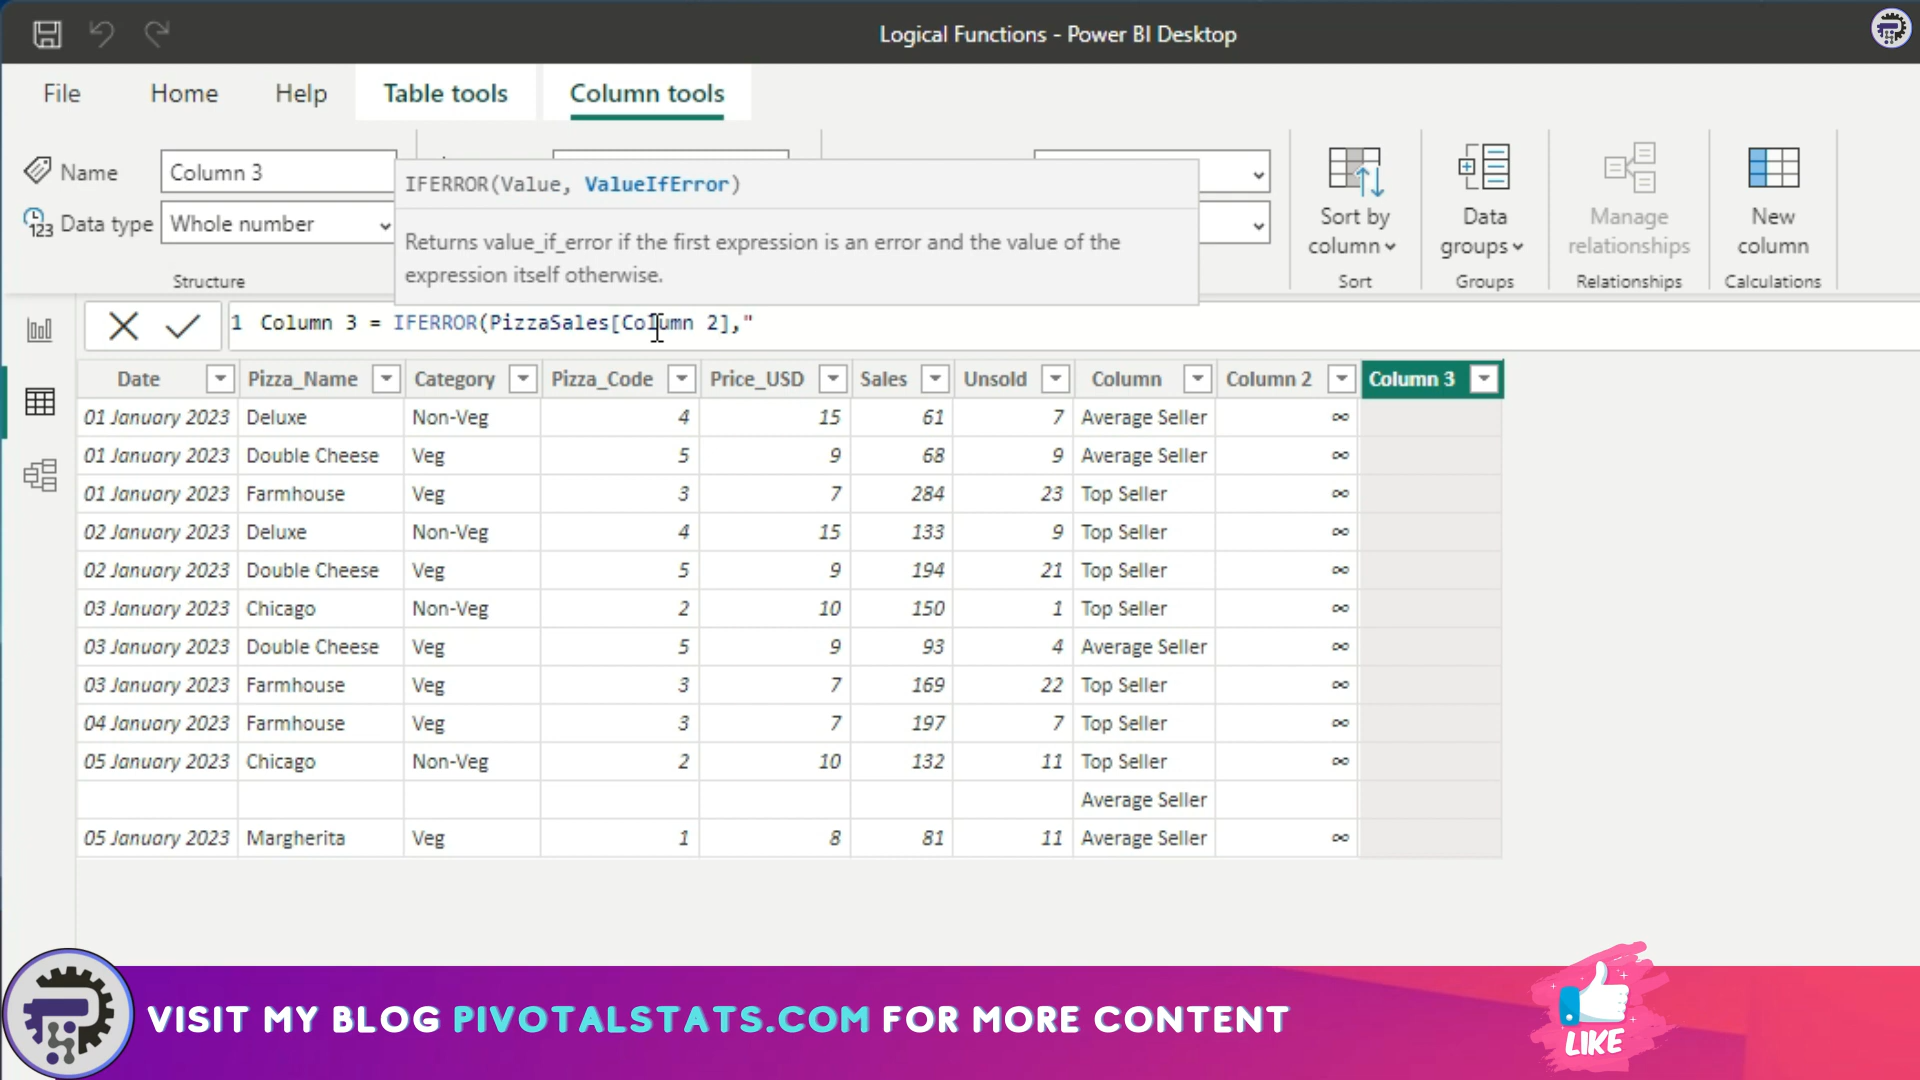 Logical Functions - Power BI Desktop
File Home Help Table tools Column tools
Name Column 3
123 Data type Whole number
Structure
IFERROR(Value, ValueIfError)
Returns value_if_error if the first expression is an error and the value of the
expression itself otherwise.
Sort by
column
Sort
Data
groups
Groups
Manage
relationships
Relationships
New
column
Calculations
1 Column 3 = IFERROR(PizzaSales[Column 2],"
Date Pizza_Name Category Pizza_Code Price_USD Sales Unsold Column Column 2 Column 3
01 January 2023 Deluxe Non-Veg 4 15 61 7 Average Seller ∞
01 January 2023 Double Cheese Veg 5 9 68 9 Average Seller ∞
01 January 2023 Farmhouse Veg 3 7 284 23 Top Seller ∞
02 January 2023 Deluxe Non-Veg 4 15 133 9 Top Seller ∞
02 January 2023 Double Cheese Veg 5 9 194 21 Top Seller ∞
03 January 2023 Chicago Non-Veg 2 10 150 1 Top Seller ∞
03 January 2023 Double Cheese Veg 5 9 93 4 Average Seller ∞
03 January 2023 Farmhouse Veg 3 7 169 22 Top Seller ∞
04 January 2023 Farmhouse Veg 3 7 197 7 Top Seller ∞
05 January 2023 Chicago Non-Veg 2 10 132 11 Top Seller ∞
Average Seller
05 January 2023 Margherita Veg 1 8 81 11 Average Seller ∞
VISIT MY BLOG PIVOTALSTATS.COM FOR MORE CONTENT
LIKE